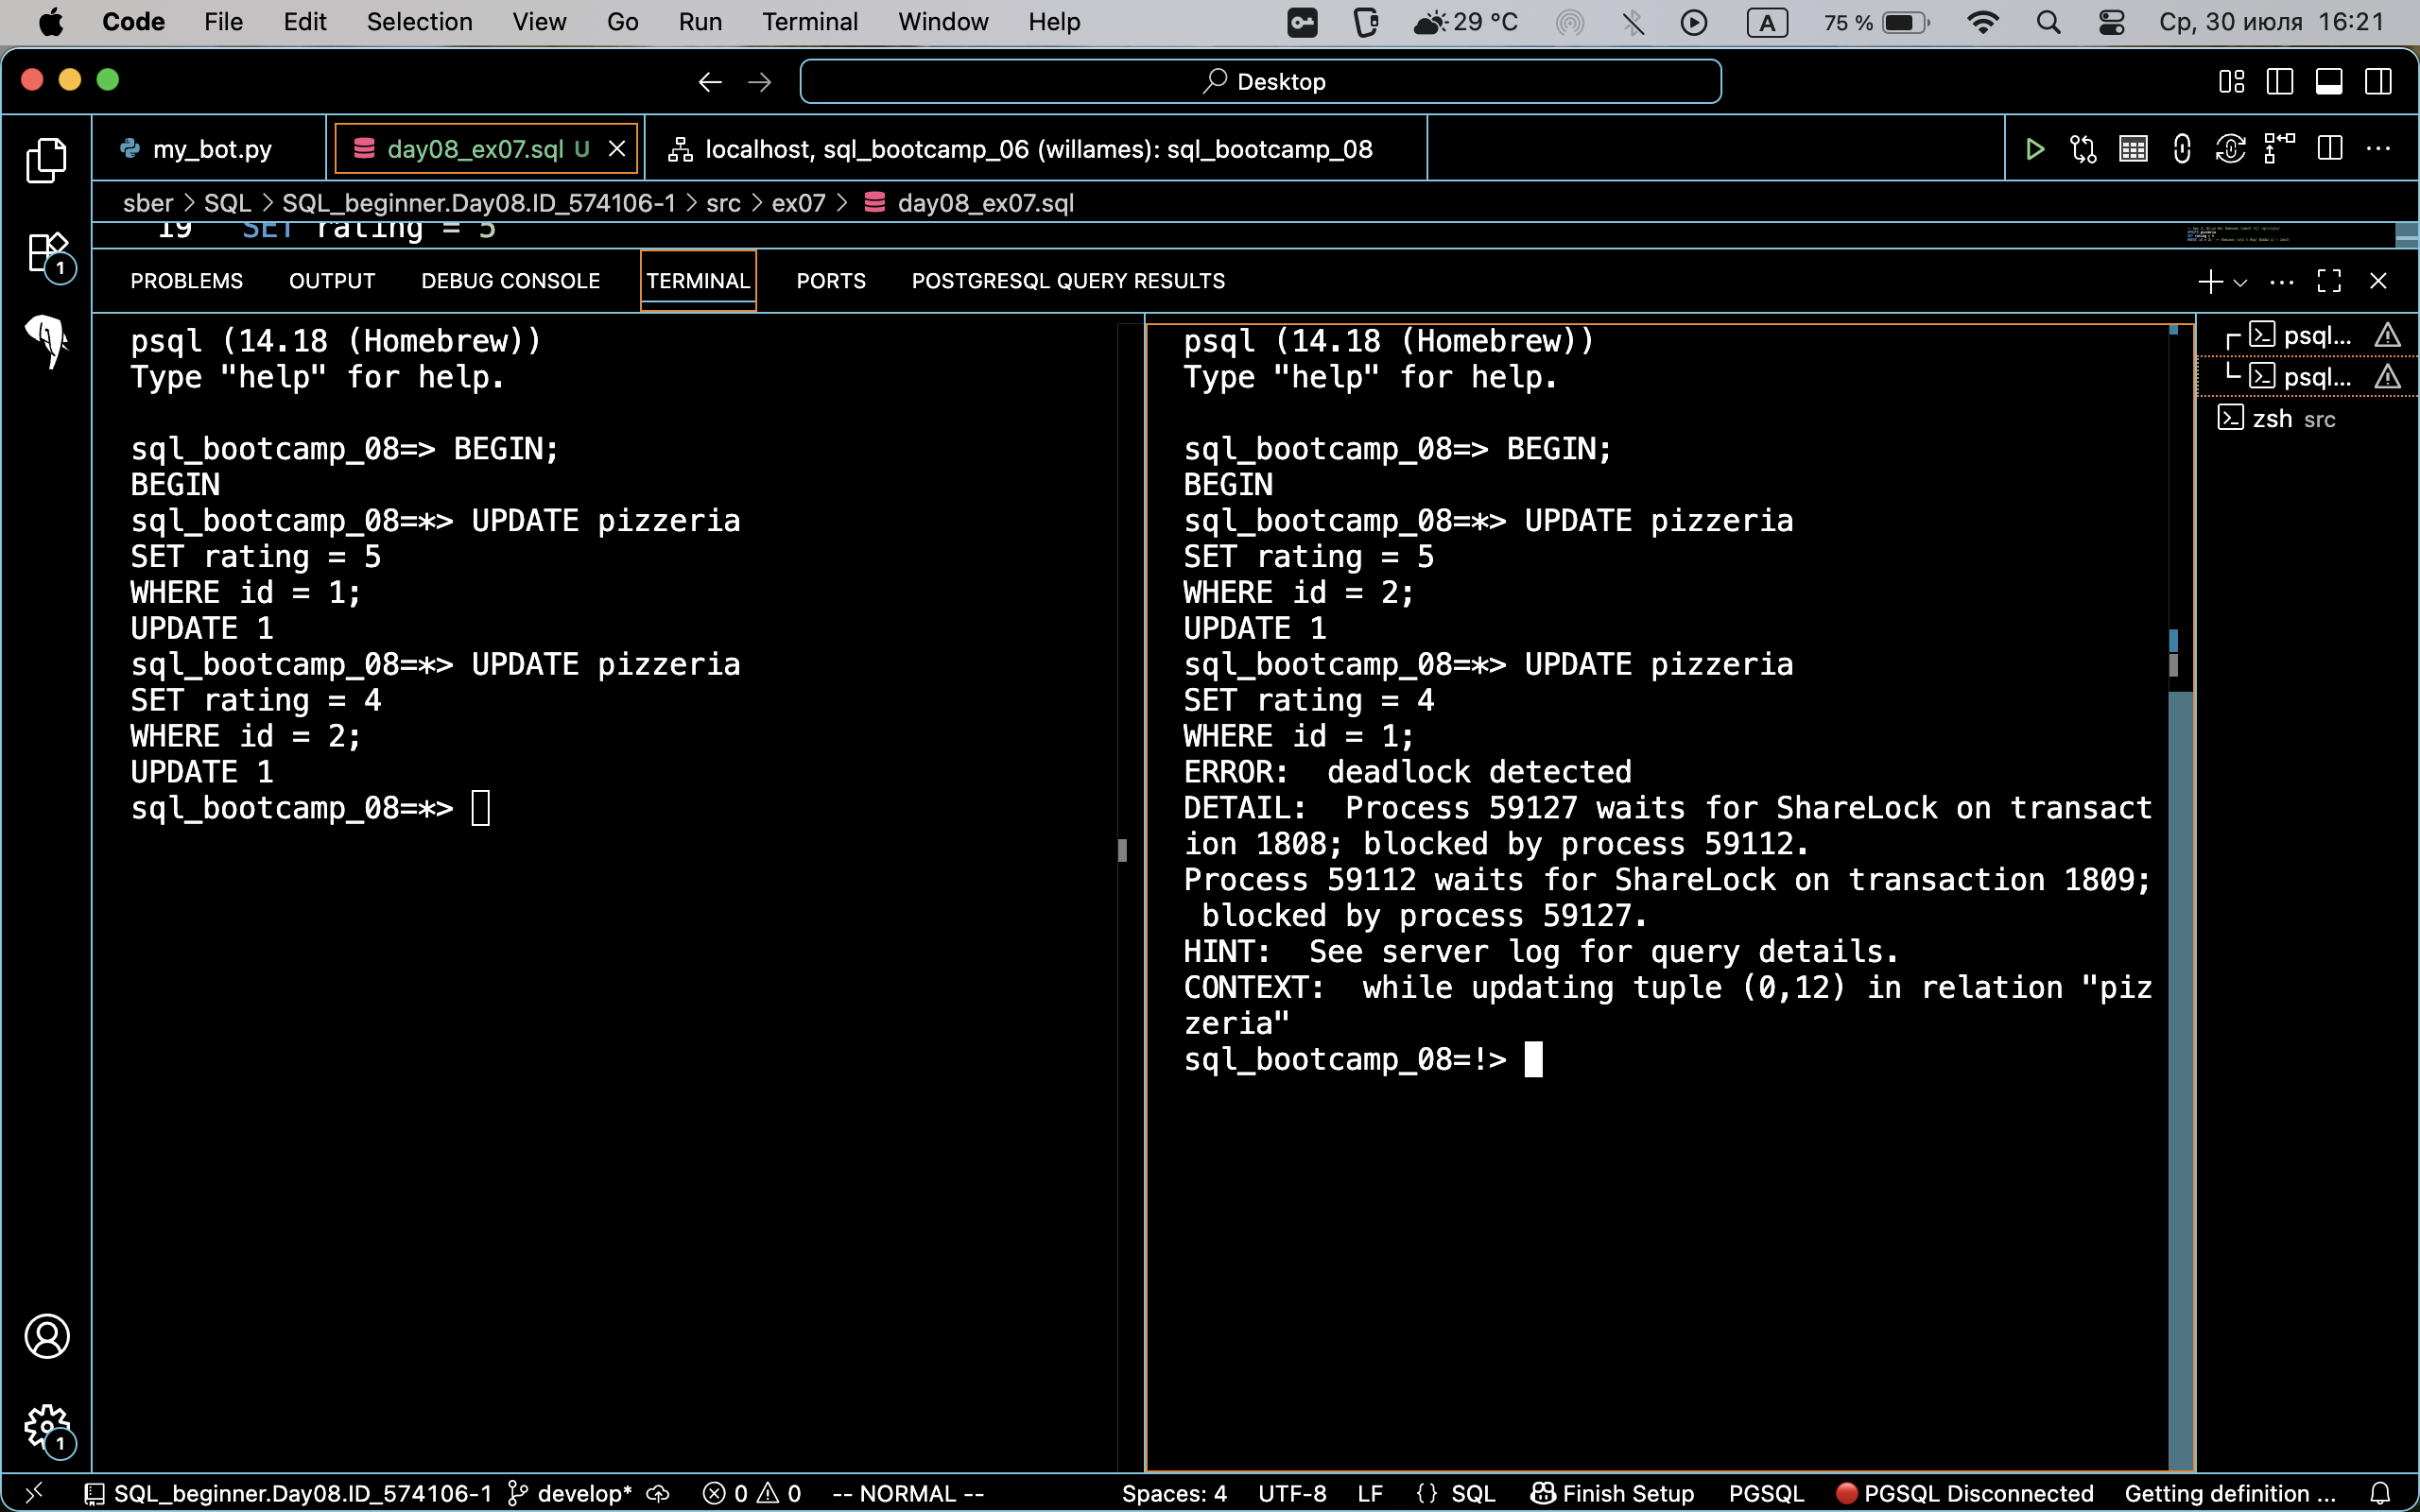 Code File Edit Selection View Go Run Terminal Window Help 29 °C A 75 % Ср, 30 июля 16:21
Desktop
my_bot.py day08_ex07.sql U localhost, sql_bootcamp_06 (willames): sql_bootcamp_08
sber > SQL > SQL_beginner.Day08.ID_574106-1 > src > ex07 > day08_ex07.sql
19 SET rating = 5
1
PROBLEMS OUTPUT DEBUG CONSOLE TERMINAL PORTS POSTGRESQL QUERY RESULTS
psql (14.18 (Homebrew))
Type "help" for help.
sql_bootcamp_08=> BEGIN;
BEGIN
sql_bootcamp_08=*> UPDATE pizzeria
SET rating = 5
WHERE id = 1;
UPDATE 1
sql_bootcamp_08=*> UPDATE pizzeria
SET rating = 4
WHERE id = 2;
UPDATE 1
sql_bootcamp_08=*>
psql (14.18 (Homebrew))
Type "help" for help.
sql_bootcamp_08=> BEGIN;
BEGIN
sql_bootcamp_08=*> UPDATE pizzeria
SET rating = 5
WHERE id = 2;
UPDATE 1
sql_bootcamp_08=*> UPDATE pizzeria
SET rating = 4
WHERE id = 1;
ERROR:  deadlock detected
DETAIL:  Process 59127 waits for ShareLock on transact
ion 1808; blocked by process 59112.
Process 59112 waits for ShareLock on transaction 1809;
 blocked by process 59127.
HINT:  See server log for query details.
CONTEXT:  while updating tuple (0,12) in relation "piz
zeria"
sql_bootcamp_08=!>
psql...
psql...
zsh src
1
SQL_beginner.Day08.ID_574106-1 develop* 0 0 -- NORMAL -- Spaces: 4 UTF-8 LF {} SQL Finish Setup PGSQL PGSQL Disconnected Getting definition ...